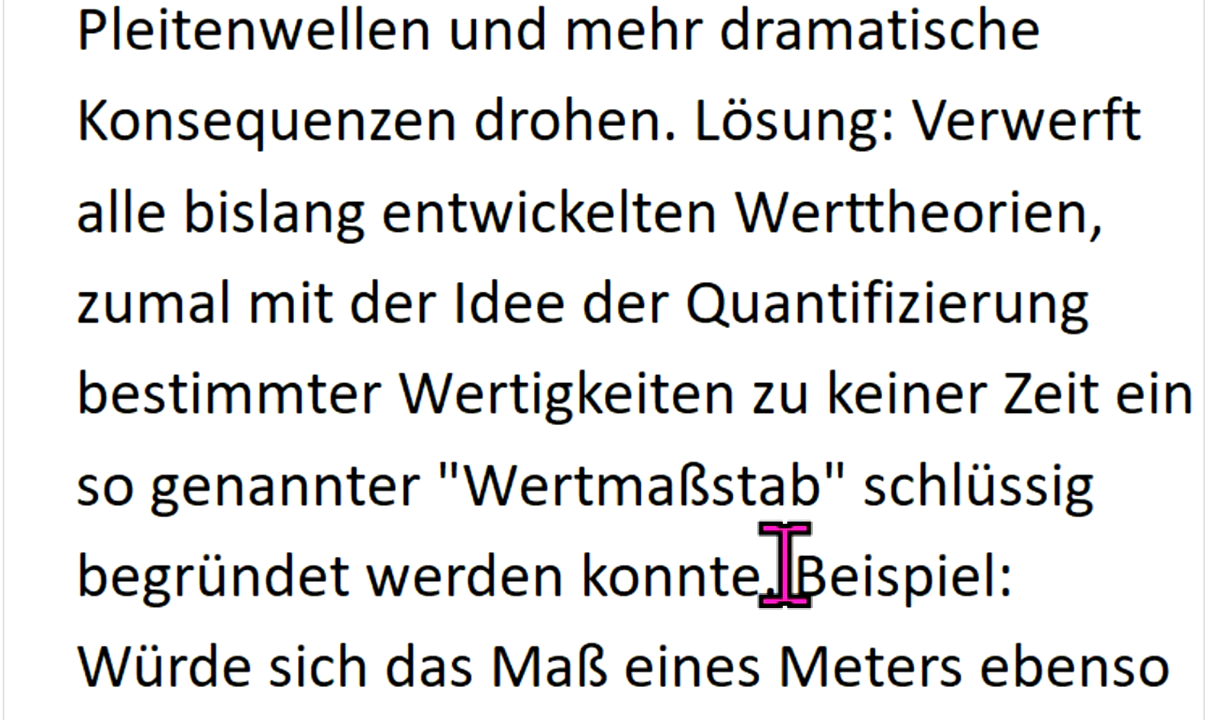 Pleitenwellen und mehr dramatische
Konsequenzen drohen. Lösung: Verwerft
alle bislang entwickelten Werttheorien,
zumal mit der Idee der Quantifizierung
bestimmter Wertigkeiten zu keiner Zeit ein
so genannter "Wertmaßstab" schlüssig
begründet werden konnte. Beispiel:
Würde sich das Maß eines Meters ebenso